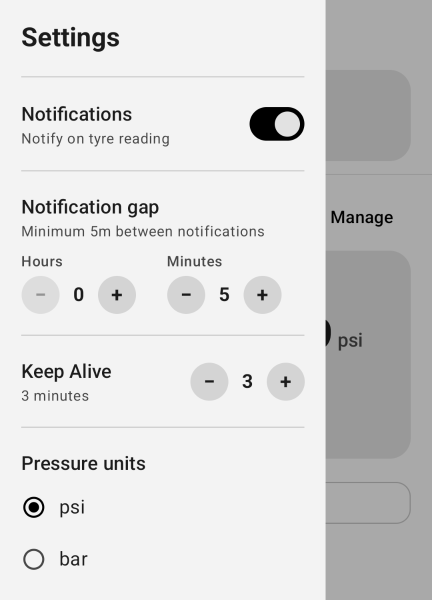 Settings
Notifications
Notify on tyre reading
Notification gap
Minimum 5m between notifications
Hours
Minutes
− 0 +
− 5 +
Keep Alive
3 minutes
− 3 +
Pressure units
psi
bar
Manage
psi